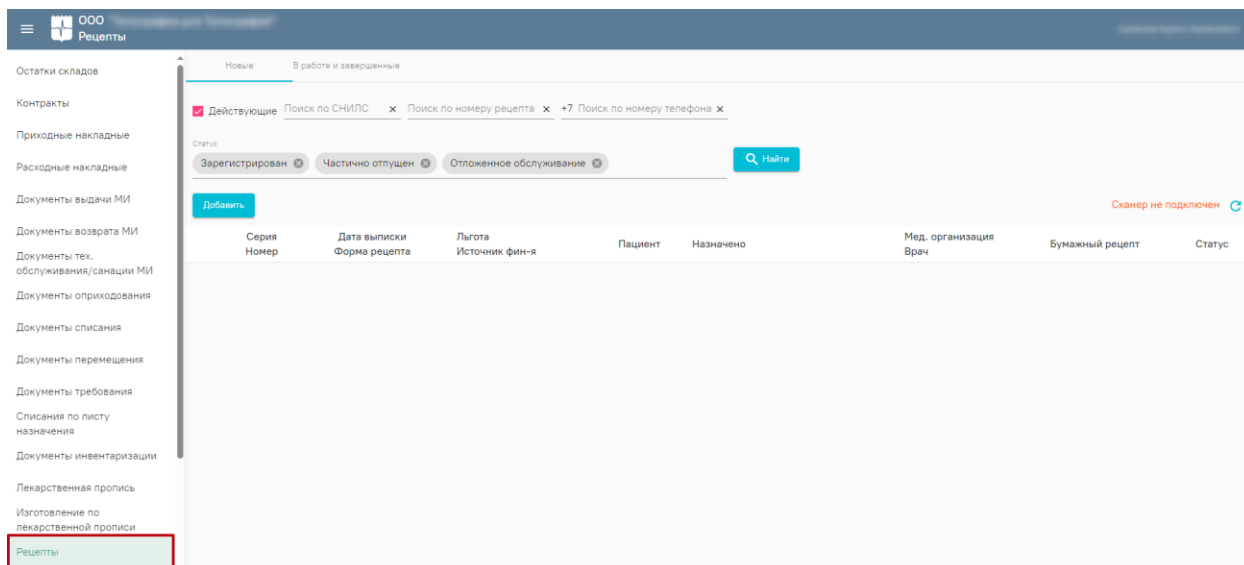 ООО
Рецепты
Остатки складов
Контракты
Приходные накладные
Расходные накладные
Документы выдачи МИ
Документы возврата МИ
Документы тех.
обслуживания/санации МИ
Документы оприходования
Документы списания
Документы перемещения
Документы требования
Списания по листу
назначения
Документы инвентаризации
Лекарственная пропись
Изготовление по
лекарственной прописи
Рецепты
Новые В работе и завершенные
Действующие Поиск по СНИЛС x Поиск по номеру рецепта x +7 Поиск по номеру телефона x
Статус
Зарегистрирован Частично отпущен Отложенное обслуживание Найти
Добавить Сканер не подключен
Серия Дата выписки Льгота Мед. организация
Пациент Назначено Бумажный рецепт Статус
Номер Форма рецепта Источник фин-я Врач